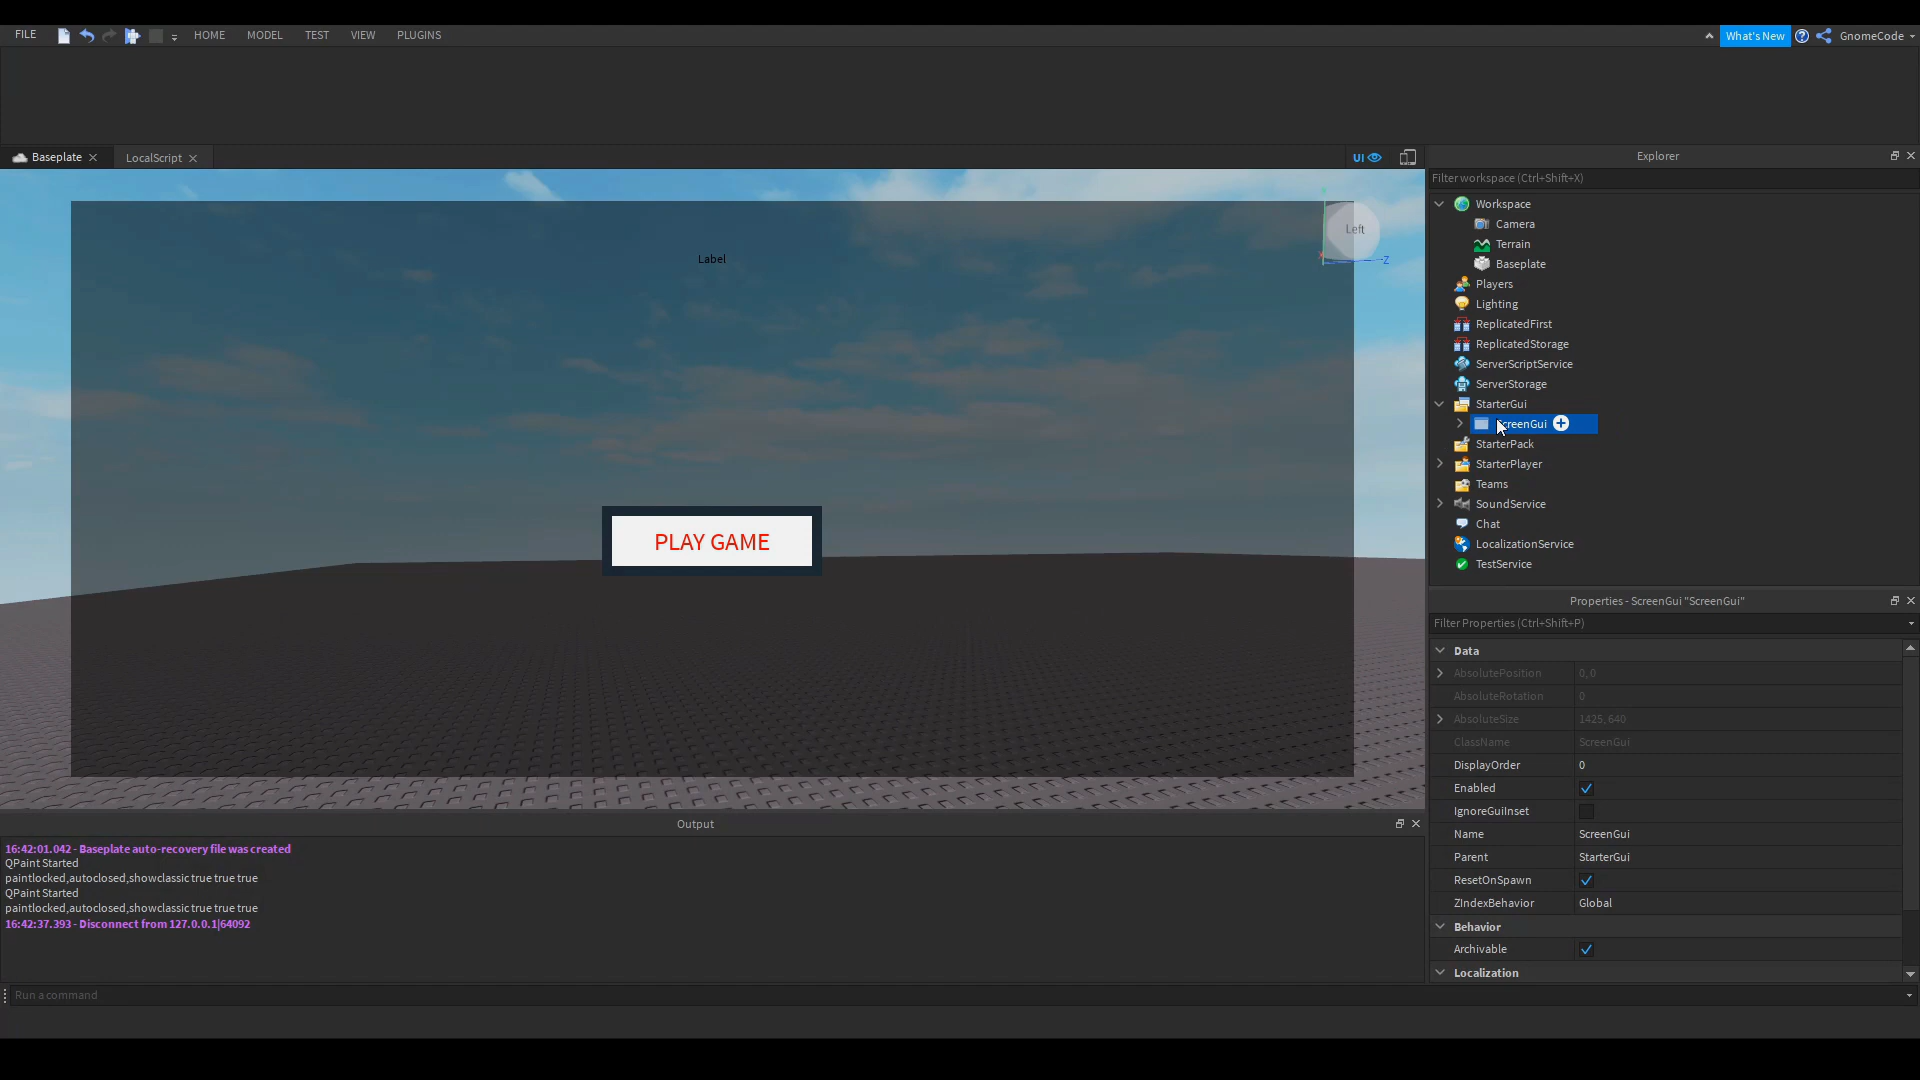 FILE HOME MODEL TEST VIEW PLUGINS What's New GnomeCode
Baseplate LocalScript UI
Explorer
Filter workspace (Ctrl+Shift+X)
Workspace
Camera
Terrain
Baseplate
Players
Lighting
ReplicatedFirst
ReplicatedStorage
ServerScriptService
ServerStorage
StarterGui
ScreenGui
StarterPack
StarterPlayer
Teams
SoundService
Chat
LocalizationService
TestService
Label
Left
Z
PLAY GAME
Properties - ScreenGui "ScreenGui"
Filter Properties (Ctrl+Shift+P)
Data
AbsolutePosition 0, 0
AbsoluteRotation 0
AbsoluteSize 1425, 640
ClassName ScreenGui
DisplayOrder 0
Enabled
IgnoreGuiInset
Name ScreenGui
Parent StarterGui
ResetOnSpawn
ZIndexBehavior Global
Behavior
Archivable
Localization
Output
16:42:01.042 - Baseplate auto-recovery file was created
QPaint Started
paintlocked,autoclosed,showclassic true true true
QPaint Started
paintlocked,autoclosed,showclassic true true true
16:42:37.393 - Disconnect from 127.0.0.1|64092
Run a command